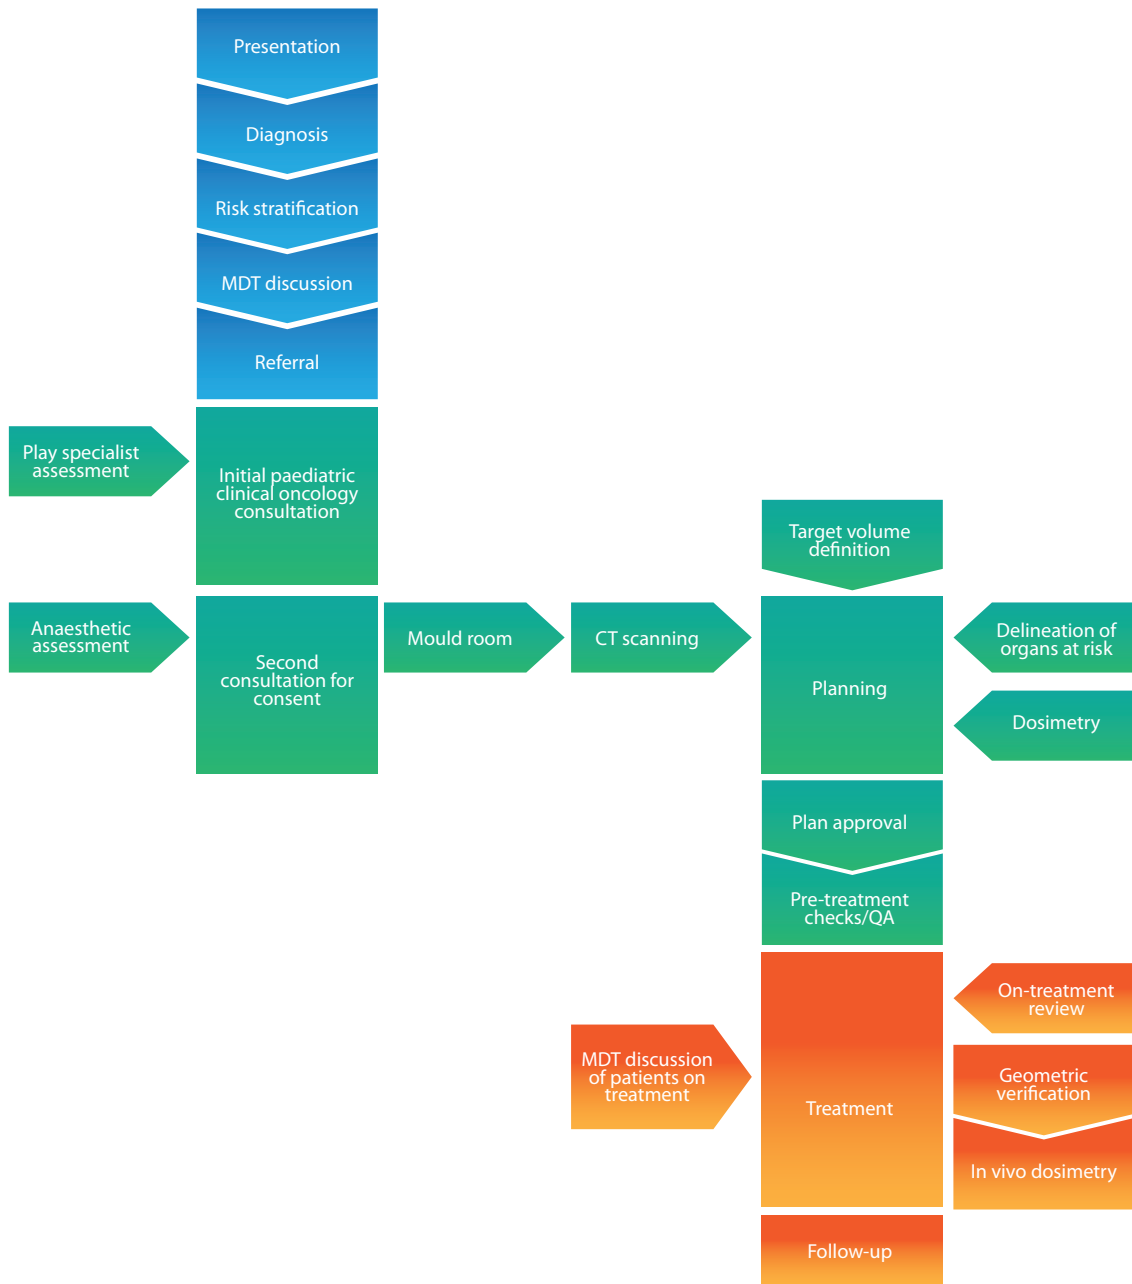 Presentation
Diagnosis
Risk stratification
MDT discussion
Referral
Play specialist
assessment
Initial paediatric
clinical oncology
consultation
Anaesthetic
assessment
Second
consultation for
consent
Mould room
CT scanning
Target volume
definition
Planning
Delineation of
organs at risk
Dosimetry
Plan approval
Pre-treatment
checks/QA
On-treatment
review
MDT discussion
of patients on
treatment
Treatment
Geometric
verification
In vivo dosimetry
Follow-up